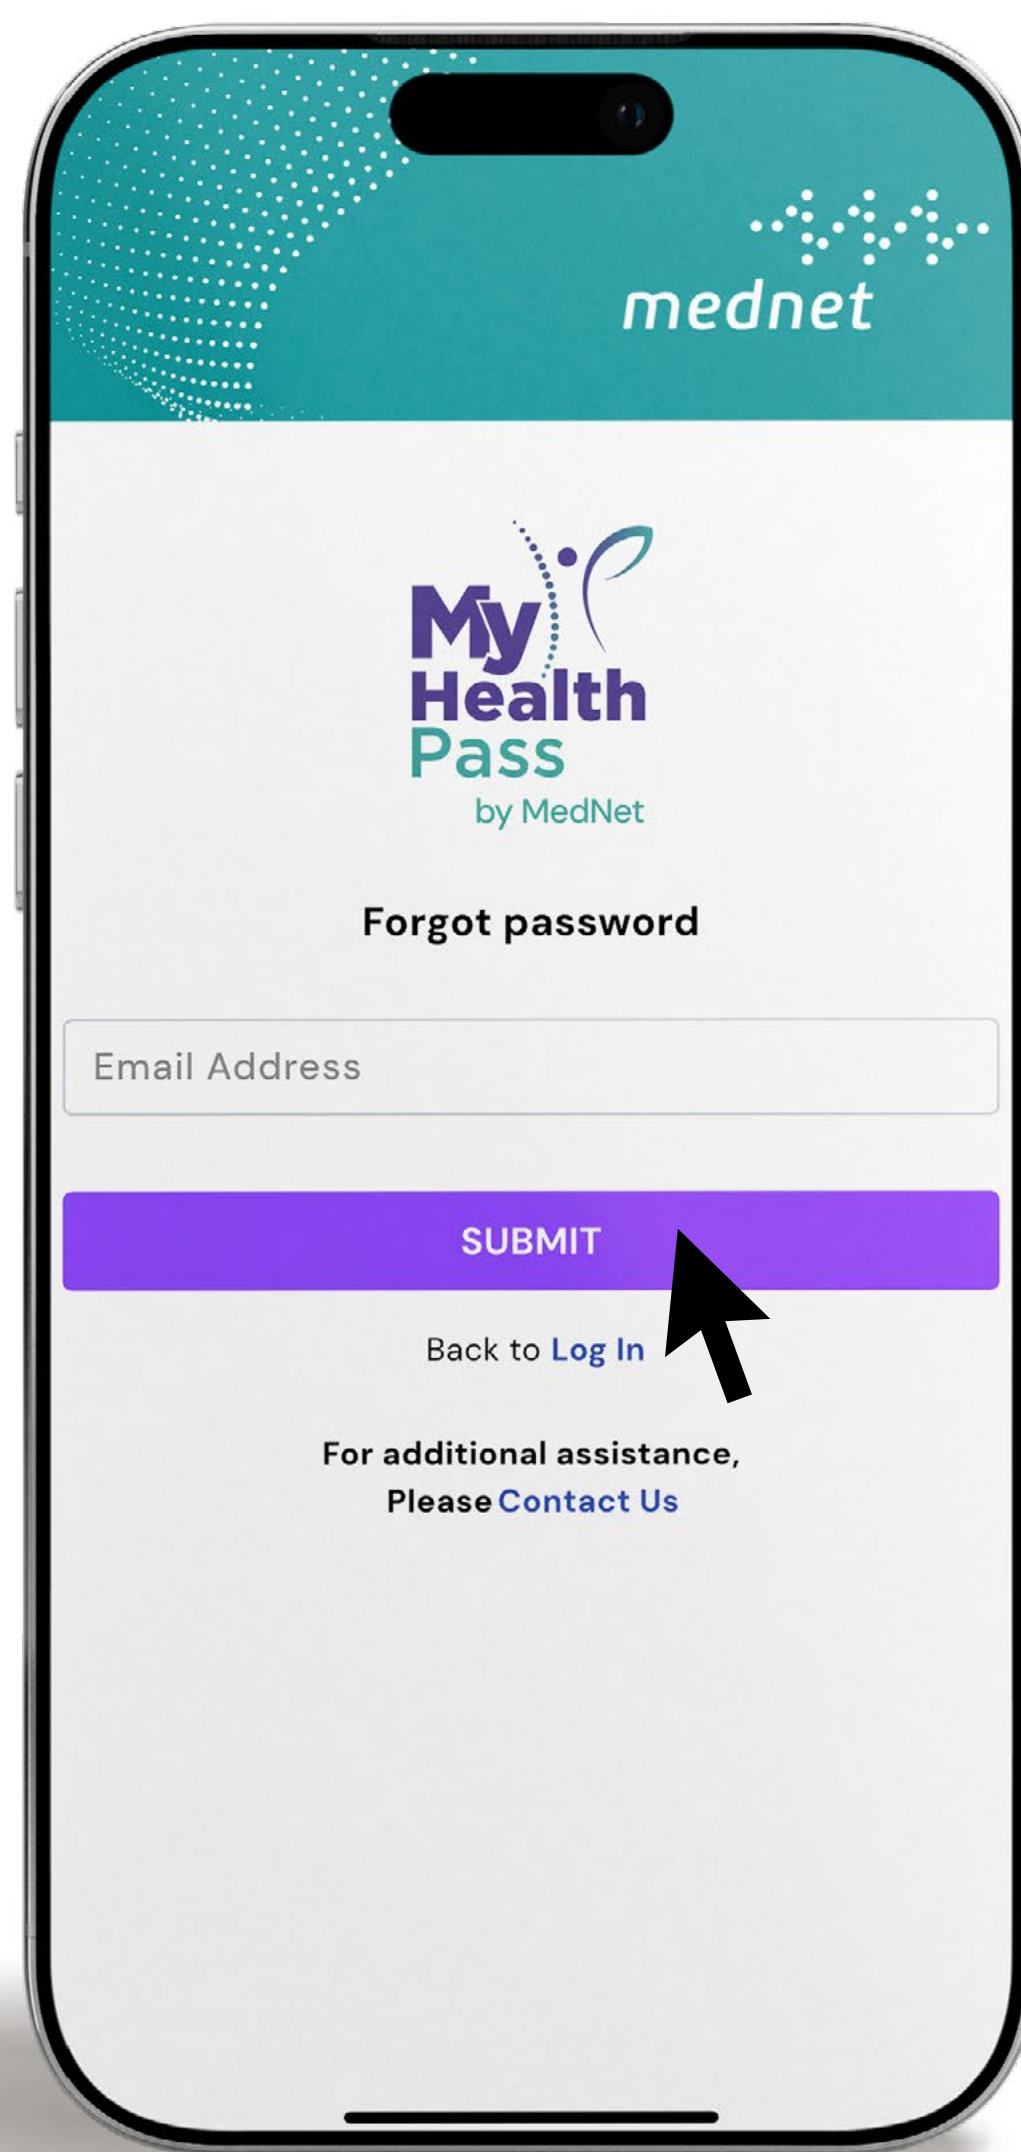 mednet
My
Health
Pass
by MedNet
Forgot password
Email Address
SUBMIT
Back to Log In
For additional assistance,
Please Contact Us